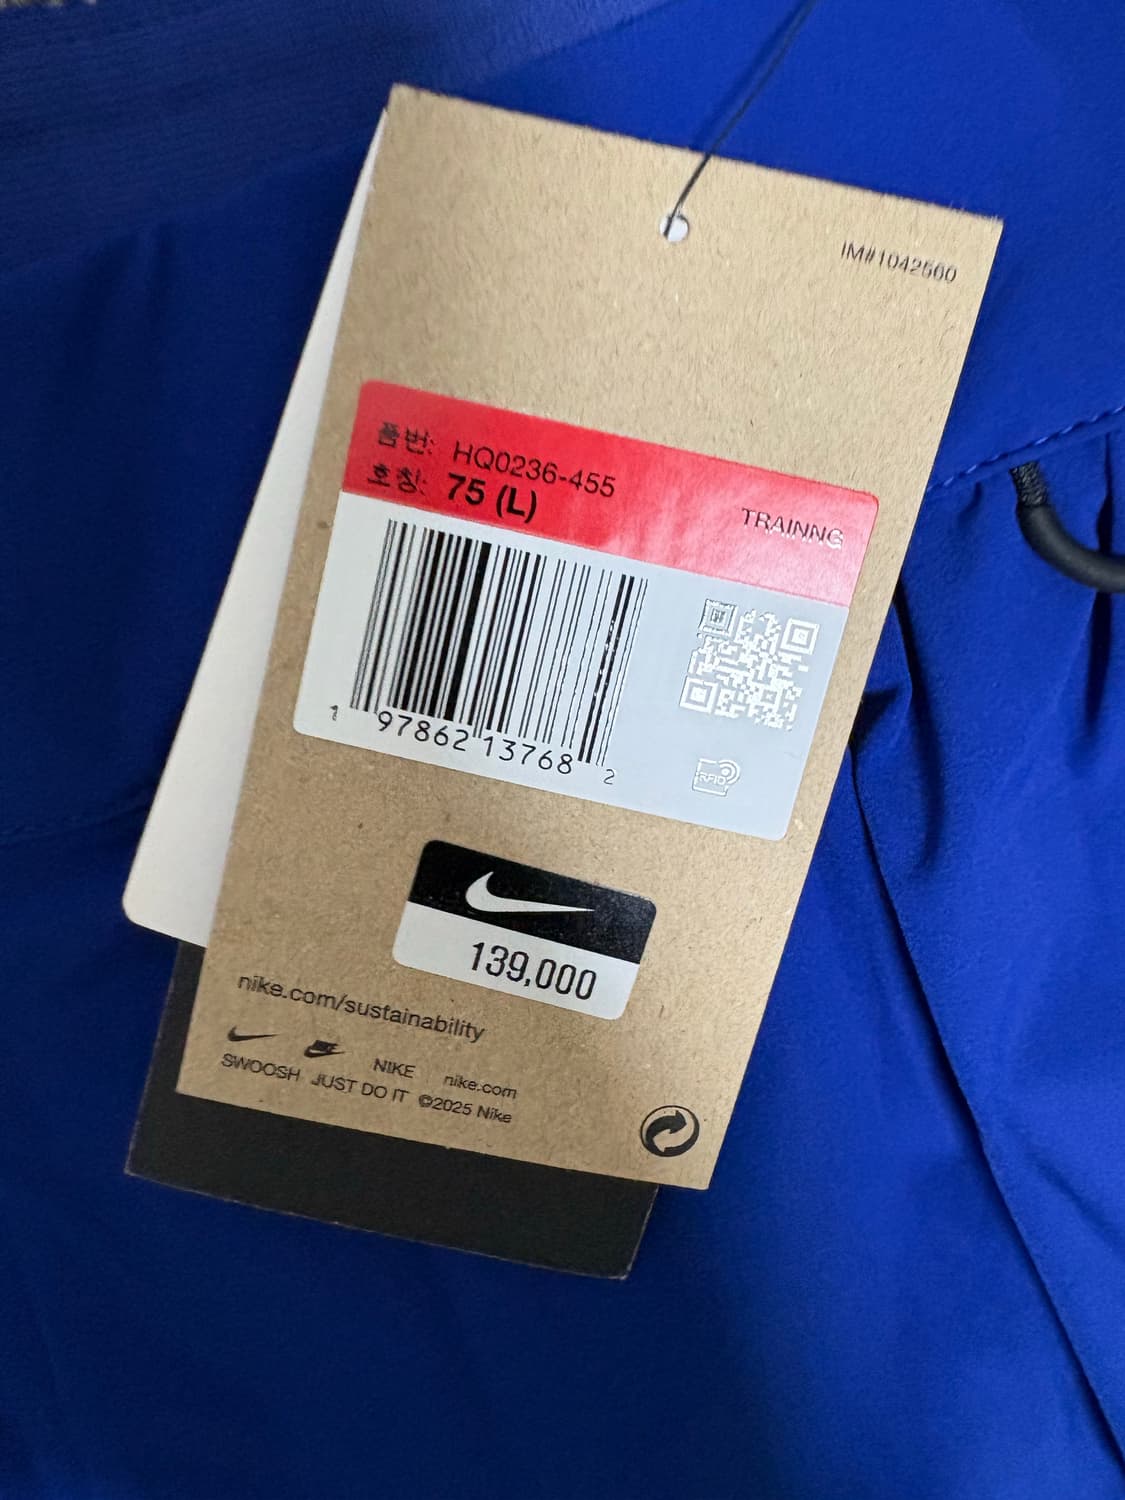 IM#1042560
품번: HQ0236-455
호칭: 75 (L)
TRAINNG
1 97862 13768 2
RFID
139,000
nike.com/sustainability
NIKE nike.com
SWOOSH JUST DO IT ©2025 Nike